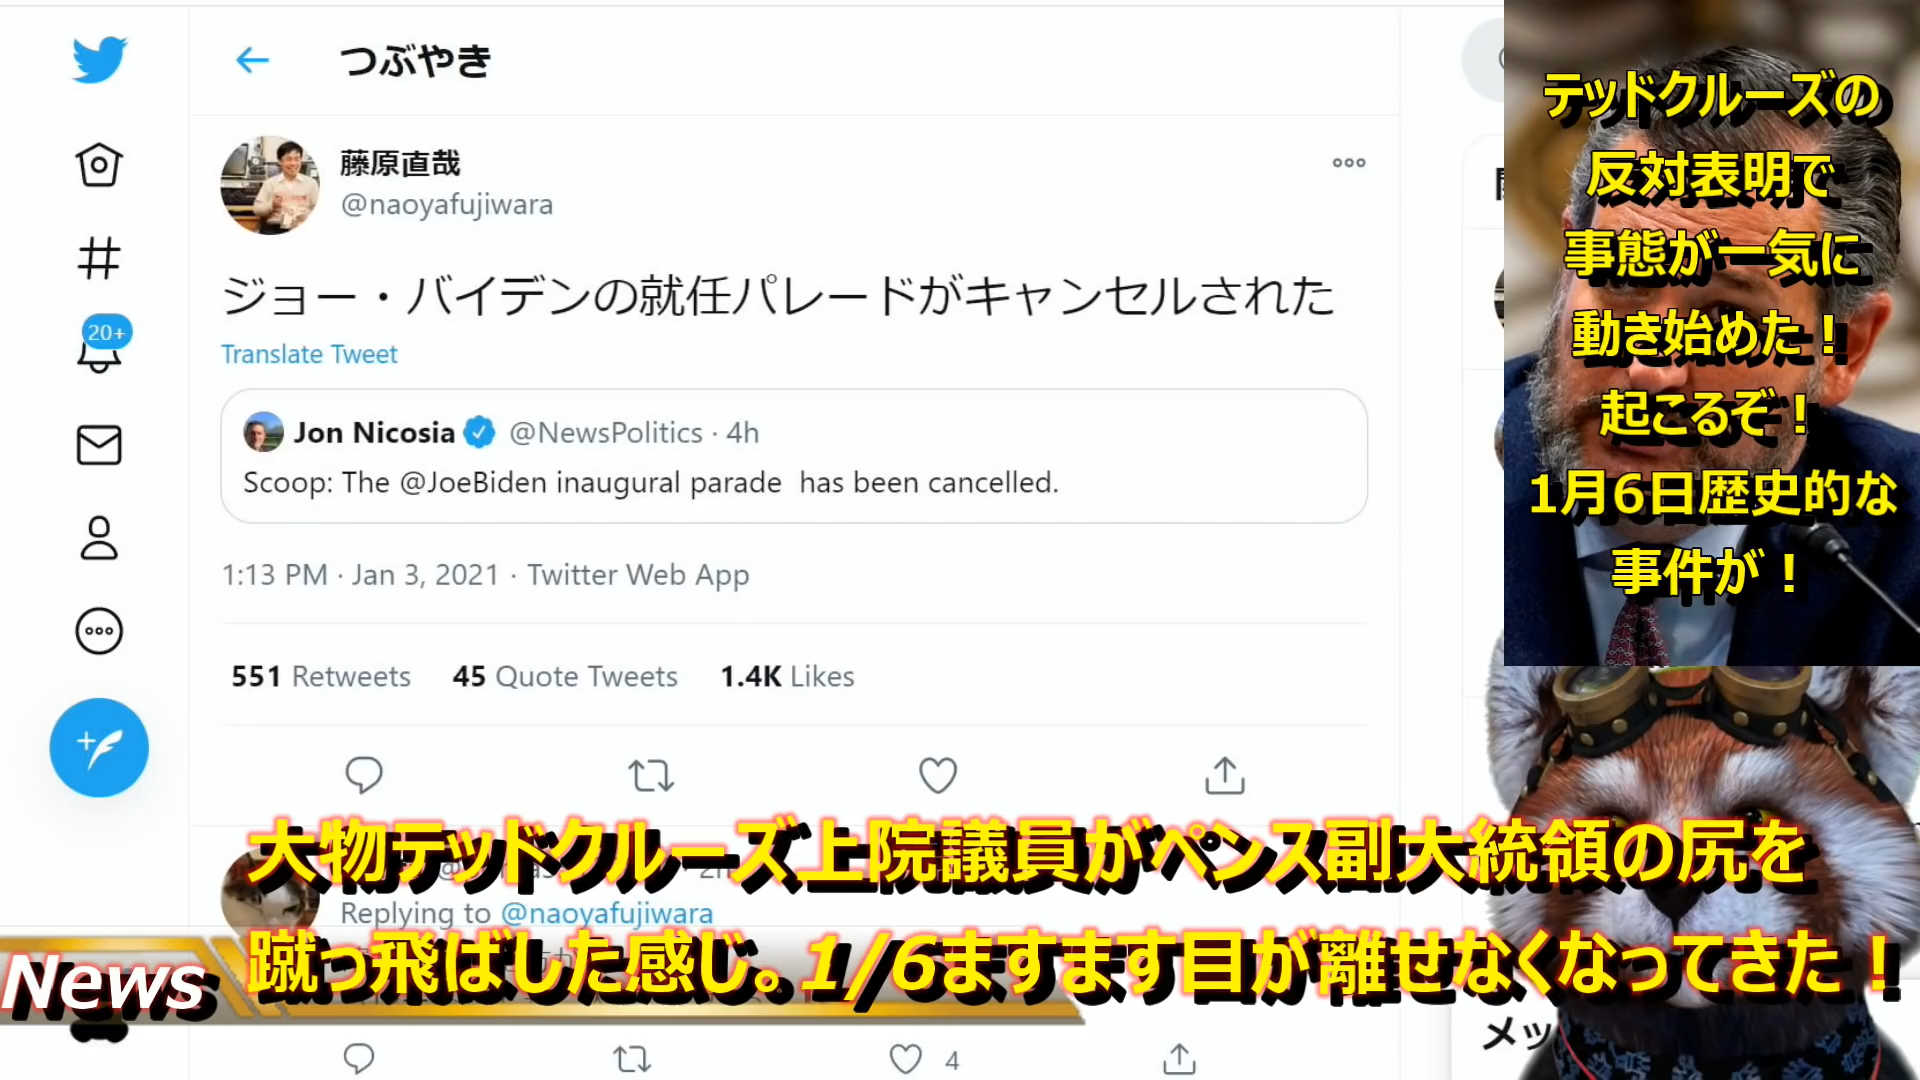 つぶやき
藤原直哉
@naoyafujiwara
ジョー・バイデンの就任パレードがキャンセルされた
Translate Tweet
Jon Nicosia @NewsPolitics · 4h
Scoop: The @JoeBiden inaugural parade has been cancelled.
1:13 PM · Jan 3, 2021 · Twitter Web App
551 Retweets 45 Quote Tweets 1.4K Likes
20+
テッドクルーズの
反対表明で
事態が一気に
動き始めた！
起こるぞ！
1月6日歴史的な
事件が！
大物テッドクルーズ上院議員がペンス副大統領の尻を
Replying to @naoyafujiwara
蹴っ飛ばした感じ。1/6ますます目が離せなくなってきた！
News
メッ
4